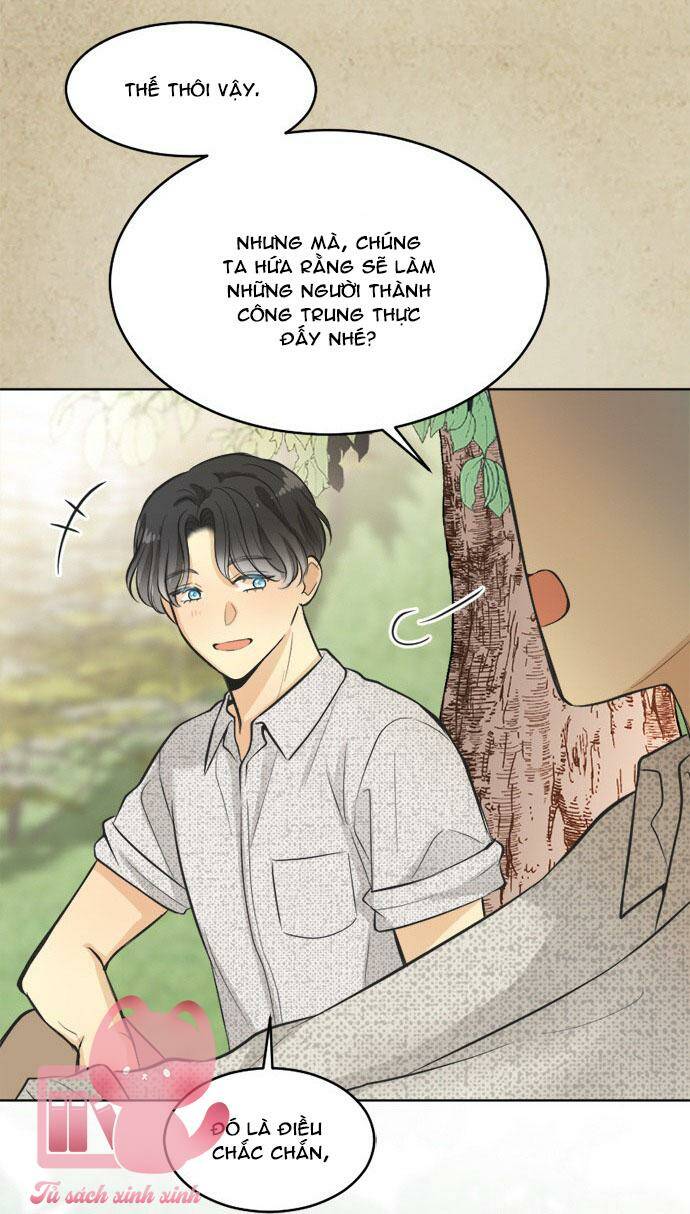 THẾ THÔI VẬY.
NHƯNG MÀ, CHÚNG
TA HỨA RẰNG SẼ LÀM
NHỮNG NGƯỜI THÀNH
CÔNG TRUNG THỰC
ĐẤY NHÉ?
ĐÓ LÀ ĐIỀU
CHẮC CHẮN,
Tủ sách xinh xinh